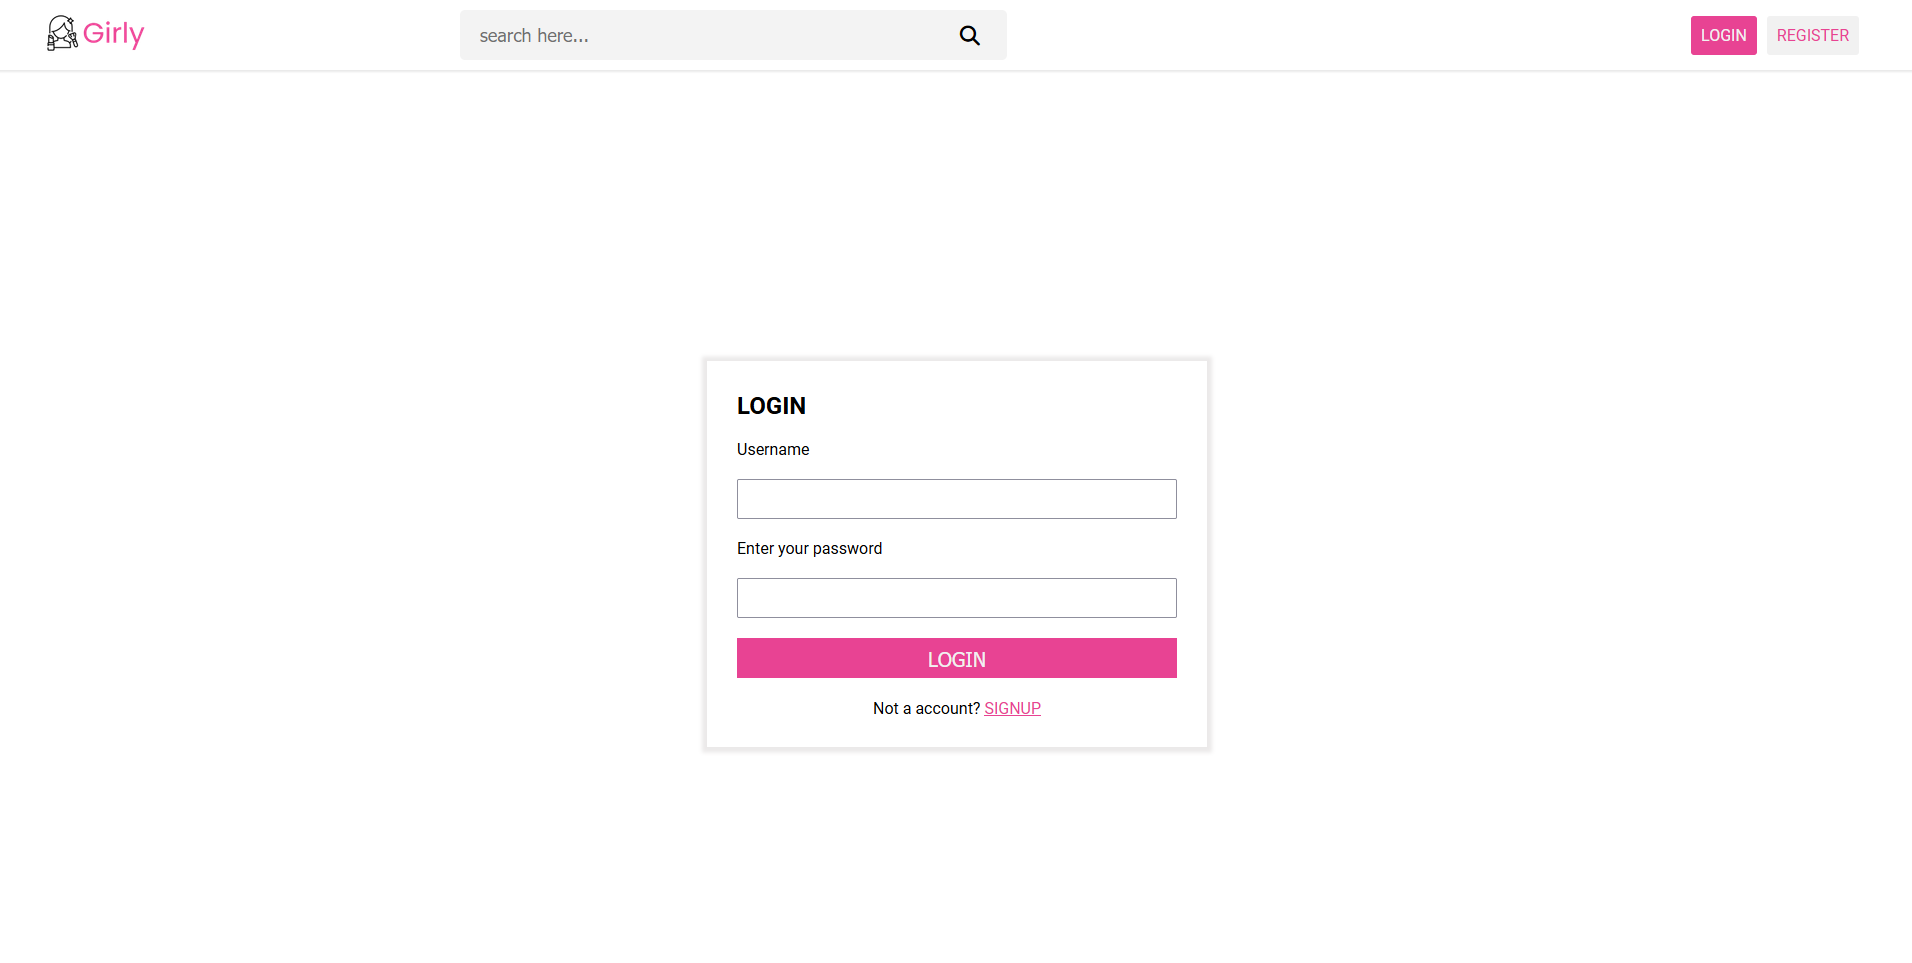 Girly
search here...
LOGIN
REGISTER
LOGIN
Username
Enter your password
LOGIN
Not a account? SIGNUP